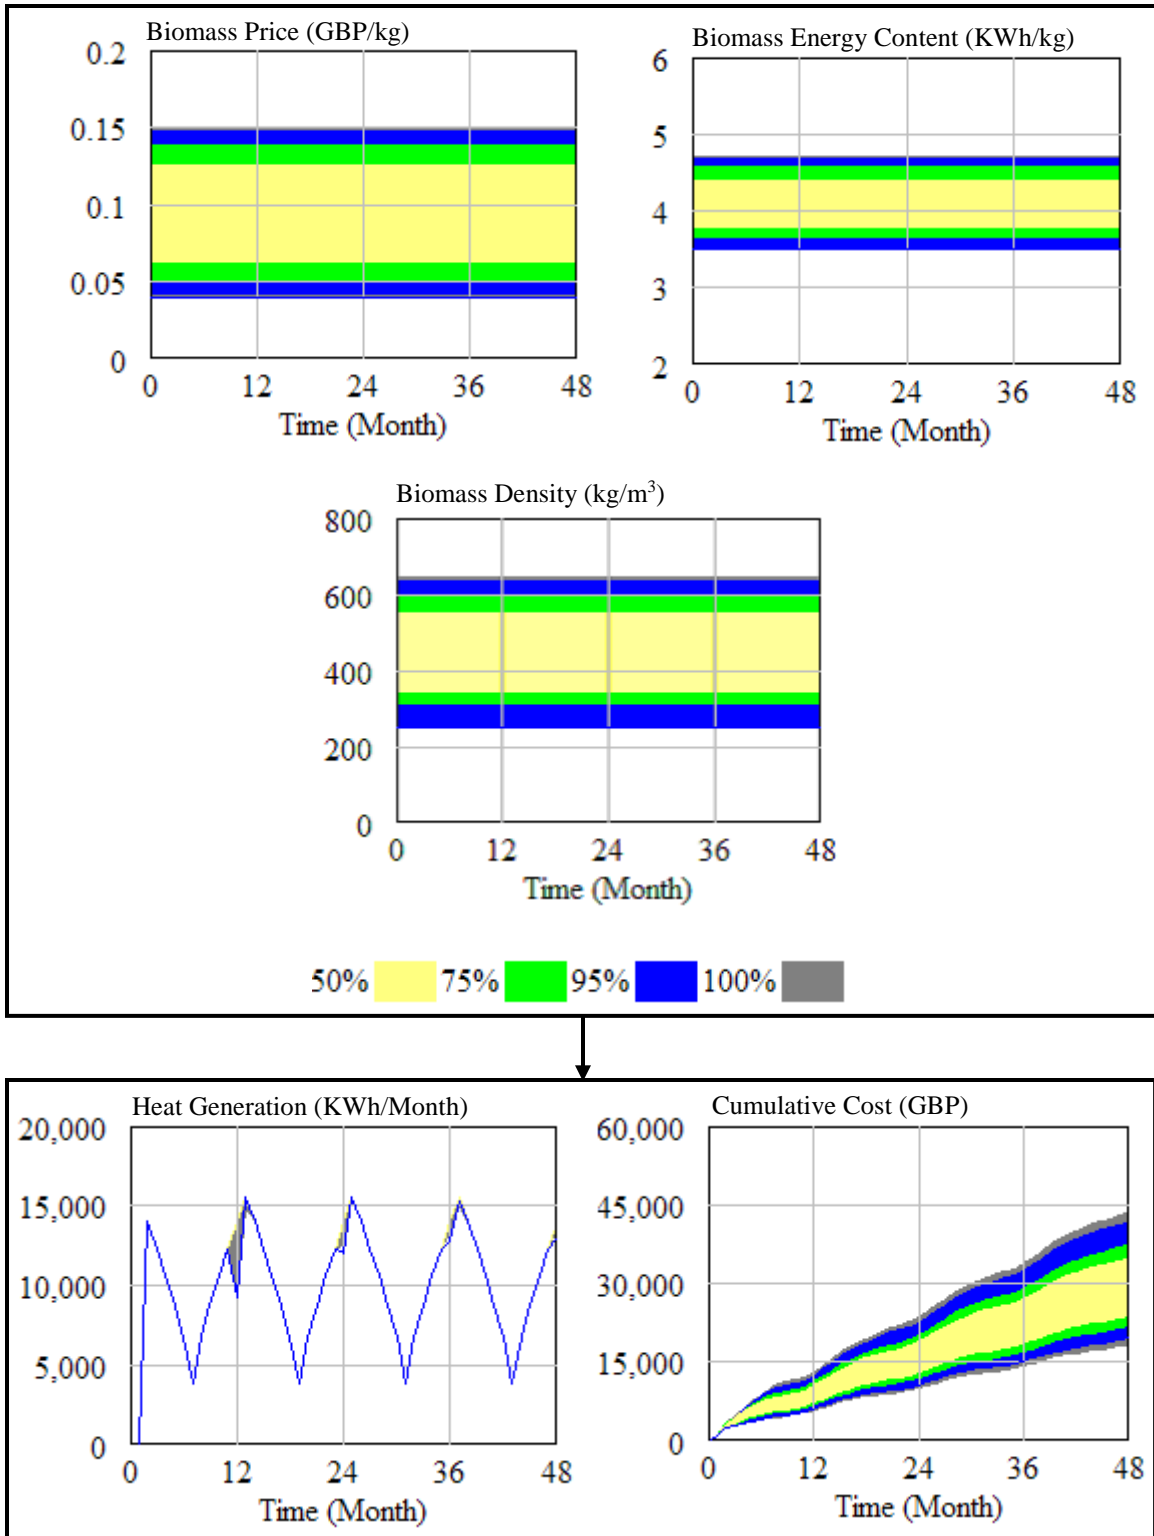 Biomass Price (GBP/kg)
0.2
0.15
0.1
0.05
0
0 12 24 36 48
Time (Month)
Biomass Energy Content (KWh/kg)
6
5
4
3
2
0 12 24 36 48
Time (Month)
Biomass Density (kg/m³)
800
600
400
200
0
0 12 24 36 48
Time (Month)
50% 75% 95% 100%
Heat Generation (KWh/Month)
20,000
15,000
10,000
5,000
0
0 12 24 36 48
Time (Month)
Cumulative Cost (GBP)
60,000
45,000
30,000
15,000
0
0 12 24 36 48
Time (Month)